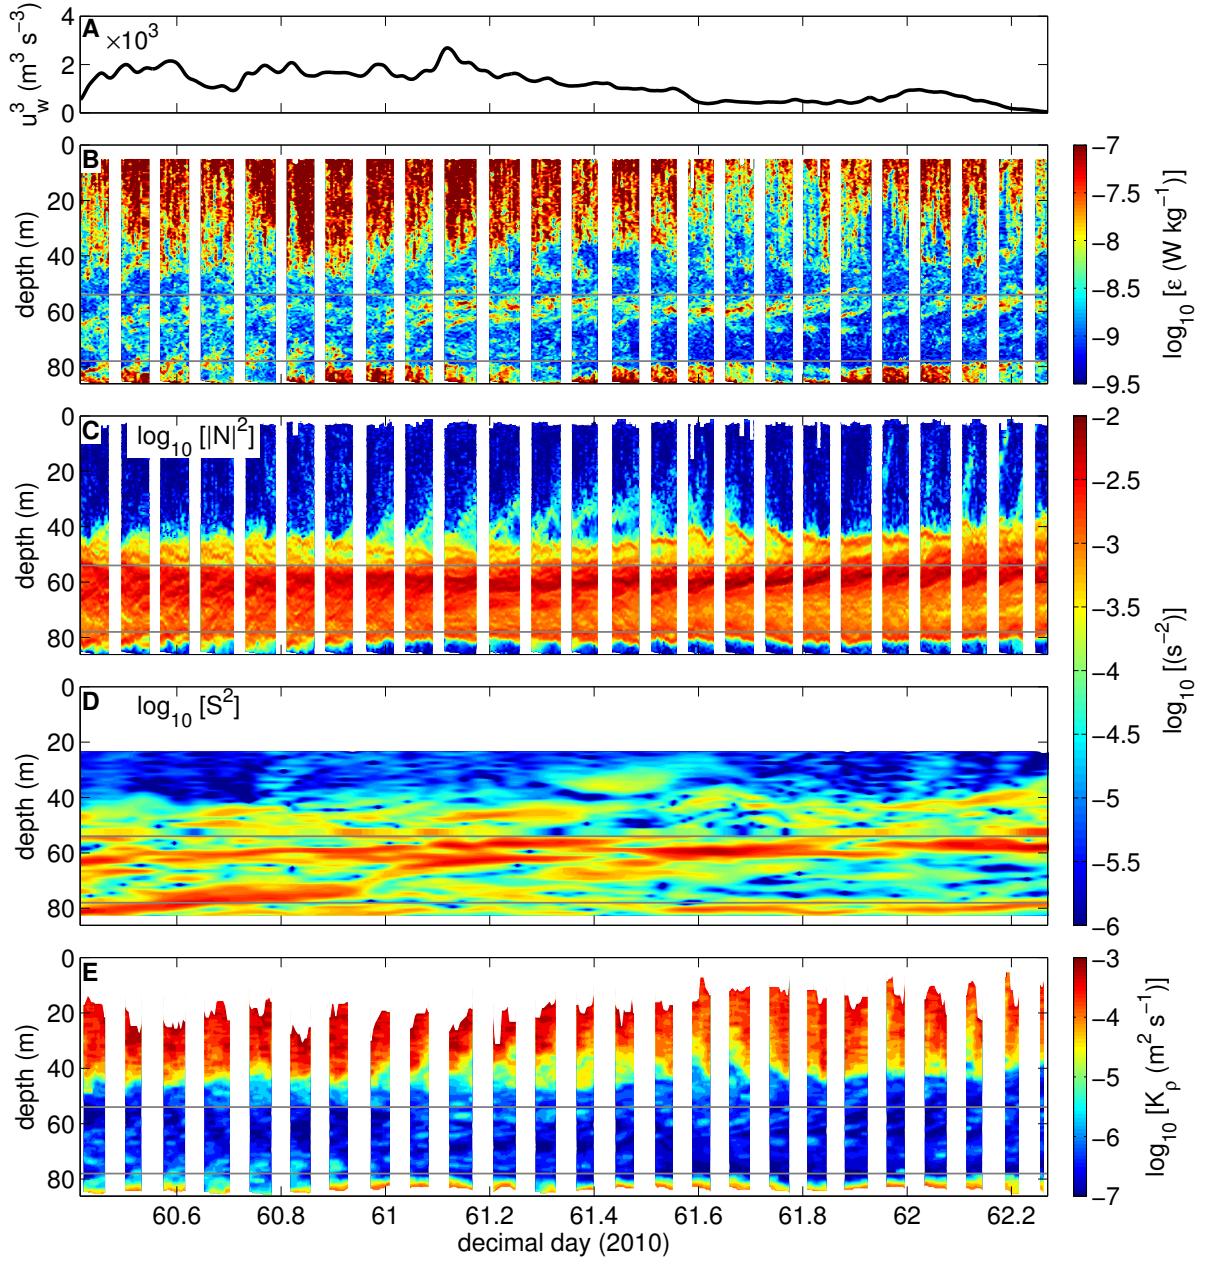 A
×10³
u_w³ (m³ s⁻³)
4
2
0
B
depth (m)
0
20
40
60
80
−7
−7.5
−8
−8.5
−9
−9.5
log₁₀ [ε (W kg⁻¹)]
C
log₁₀ [|N|²]
depth (m)
0
20
40
60
80
D
log₁₀ [S²]
depth (m)
0
20
40
60
80
−2
−2.5
−3
−3.5
−4
−4.5
−5
−5.5
−6
log₁₀ [(s⁻²)]
E
depth (m)
0
20
40
60
80
−3
−4
−5
−6
−7
log₁₀ [K_ρ (m² s⁻¹)]
60.6 60.8 61 61.2 61.4 61.6 61.8 62 62.2
decimal day (2010)